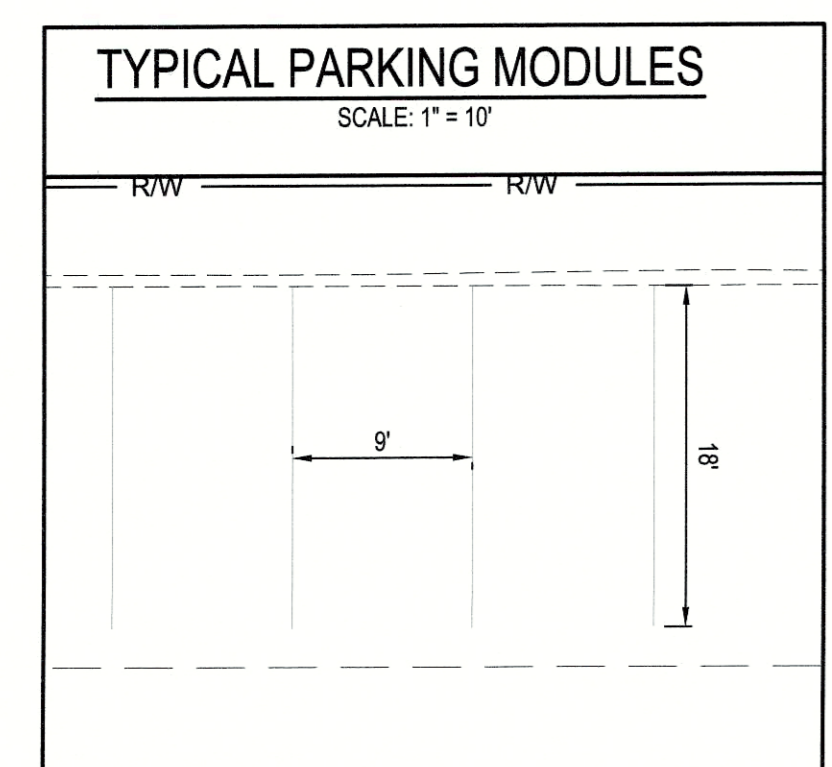 TYPICAL PARKING MODULES
SCALE: 1" = 10'
R/W R/W
9'
18'